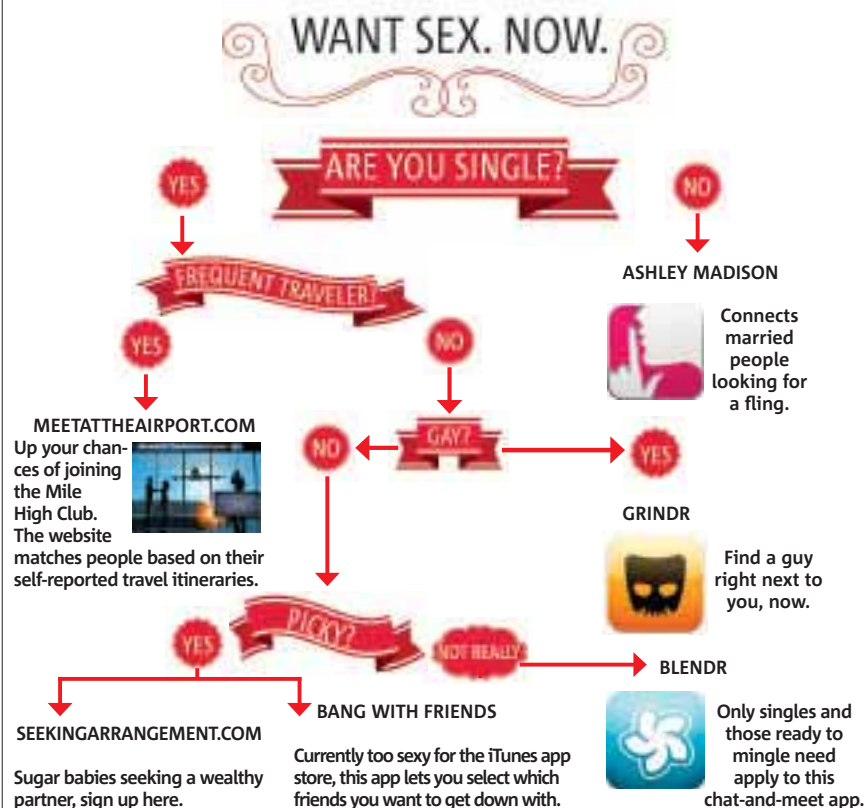 WANT SEX. NOW.
ARE YOU SINGLE?
YES
NO
FREQUENT TRAVELER?
ASHLEY MADISON
Connects
married
people
looking for
a fling.
YES
NO
MEETATTHEAIRPORT.COM
Up your chan-
ces of joining
the Mile
High Club.
The website
matches people based on their
self-reported travel itineraries.
GAY?
NO
YES
GRINDR
Find a guy
right next to
you, now.
PICKY?
YES
NOT REALLY
BLENDR
Only singles and
those ready to
mingle need
apply to this
chat-and-meet app.
SEEKINGARRANGEMENT.COM
Sugar babies seeking a wealthy
partner, sign up here.
BANG WITH FRIENDS
Currently too sexy for the iTunes app
store, this app lets you select which
friends you want to get down with.